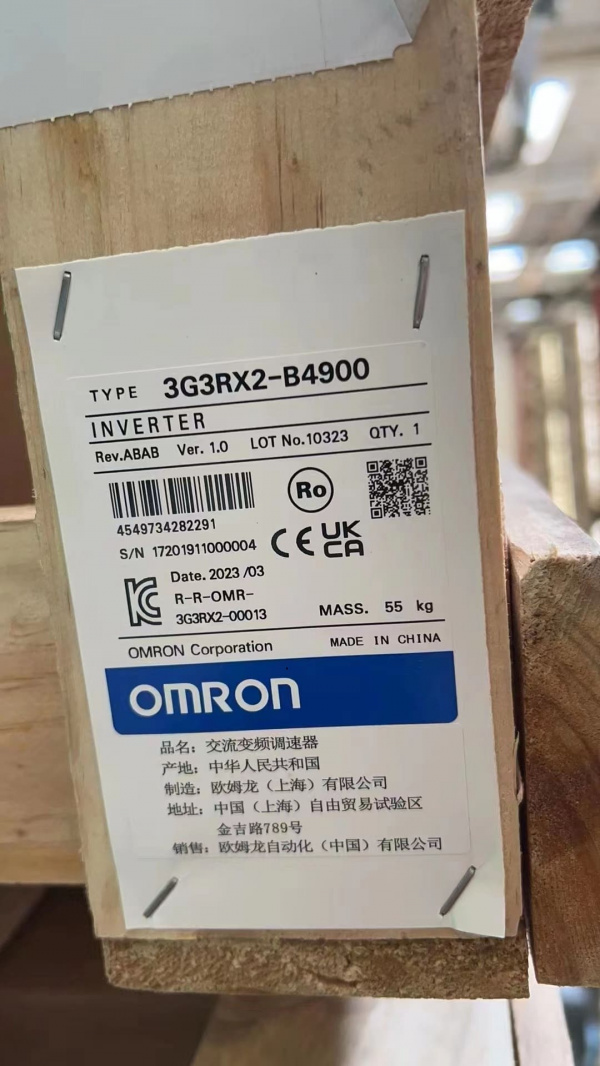 TYPE 3G3RX2-B4900
INVERTER
Rev.ABAB Ver. 1.0 LOT No.10323 QTY. 1
Ro
4549734282291
S/N 17201911000004
CE UK CA
KC
Date. 2023 /03
R-R-OMR-
3G3RX2-00013
MASS. 55 kg
OMRON Corporation MADE IN CHINA
OMRON
品名：交流变频调速器
产地：中华人民共和国
制造：欧姆龙（上海）有限公司
地址：中国（上海）自由贸易试验区
金吉路789号
销售：欧姆龙自动化（中国）有限公司